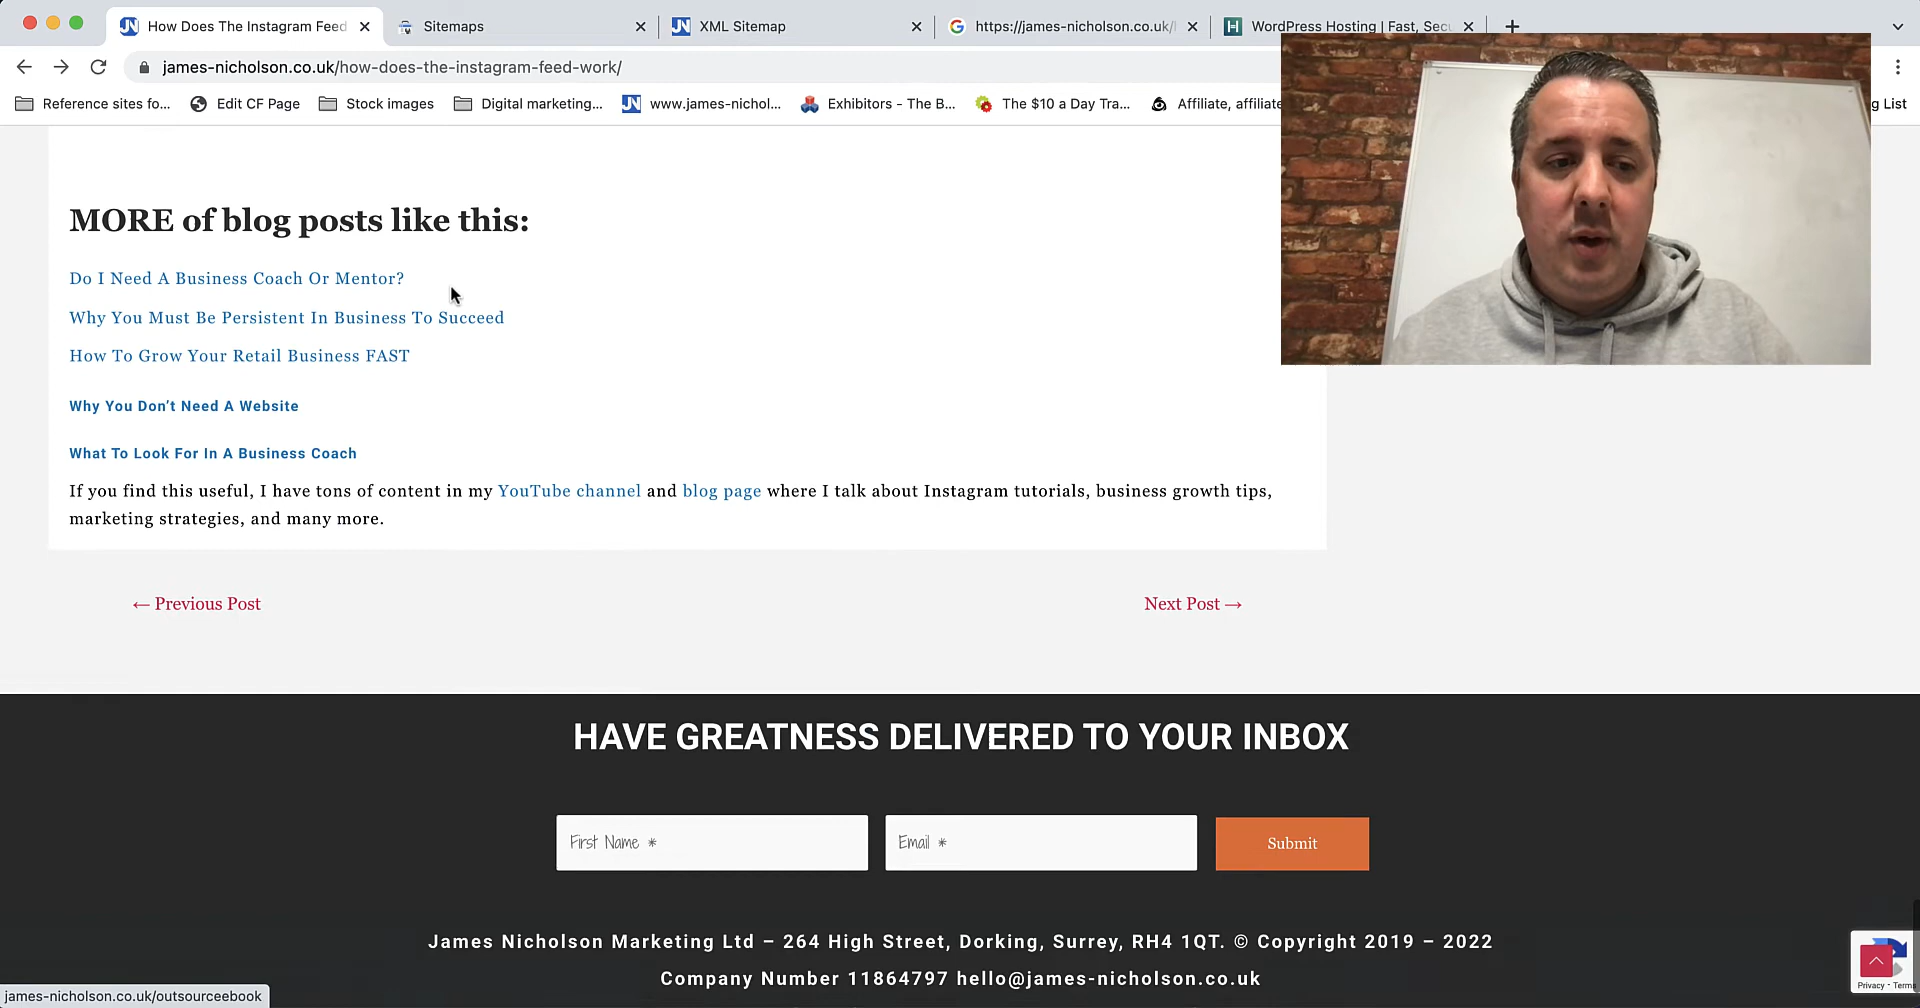 How Does The Instagram Feed
Sitemaps
XML Sitemap
https://james-nicholson.co.uk/
WordPress Hosting | Fast, Sec
james-nicholson.co.uk/how-does-the-instagram-feed-work/
Reference sites fo...
Edit CF Page
Stock images
Digital marketing...
www.james-nichol...
Exhibitors - The B...
The $10 a Day Tra...
Affiliate, affiliate
g List
MORE of blog posts like this:
Do I Need A Business Coach Or Mentor?
Why You Must Be Persistent In Business To Succeed
How To Grow Your Retail Business FAST
Why You Don’t Need A Website
What To Look For In A Business Coach
If you find this useful, I have tons of content in my YouTube channel and blog page where I talk about Instagram tutorials, business growth tips,
marketing strategies, and many more.
← Previous Post
Next Post →
HAVE GREATNESS DELIVERED TO YOUR INBOX
First Name *
Email *
Submit
James Nicholson Marketing Ltd – 264 High Street, Dorking, Surrey, RH4 1QT. © Copyright 2019 – 2022
Company Number 11864797 hello@james-nicholson.co.uk
Privacy - Terms
james-nicholson.co.uk/outsourceebook